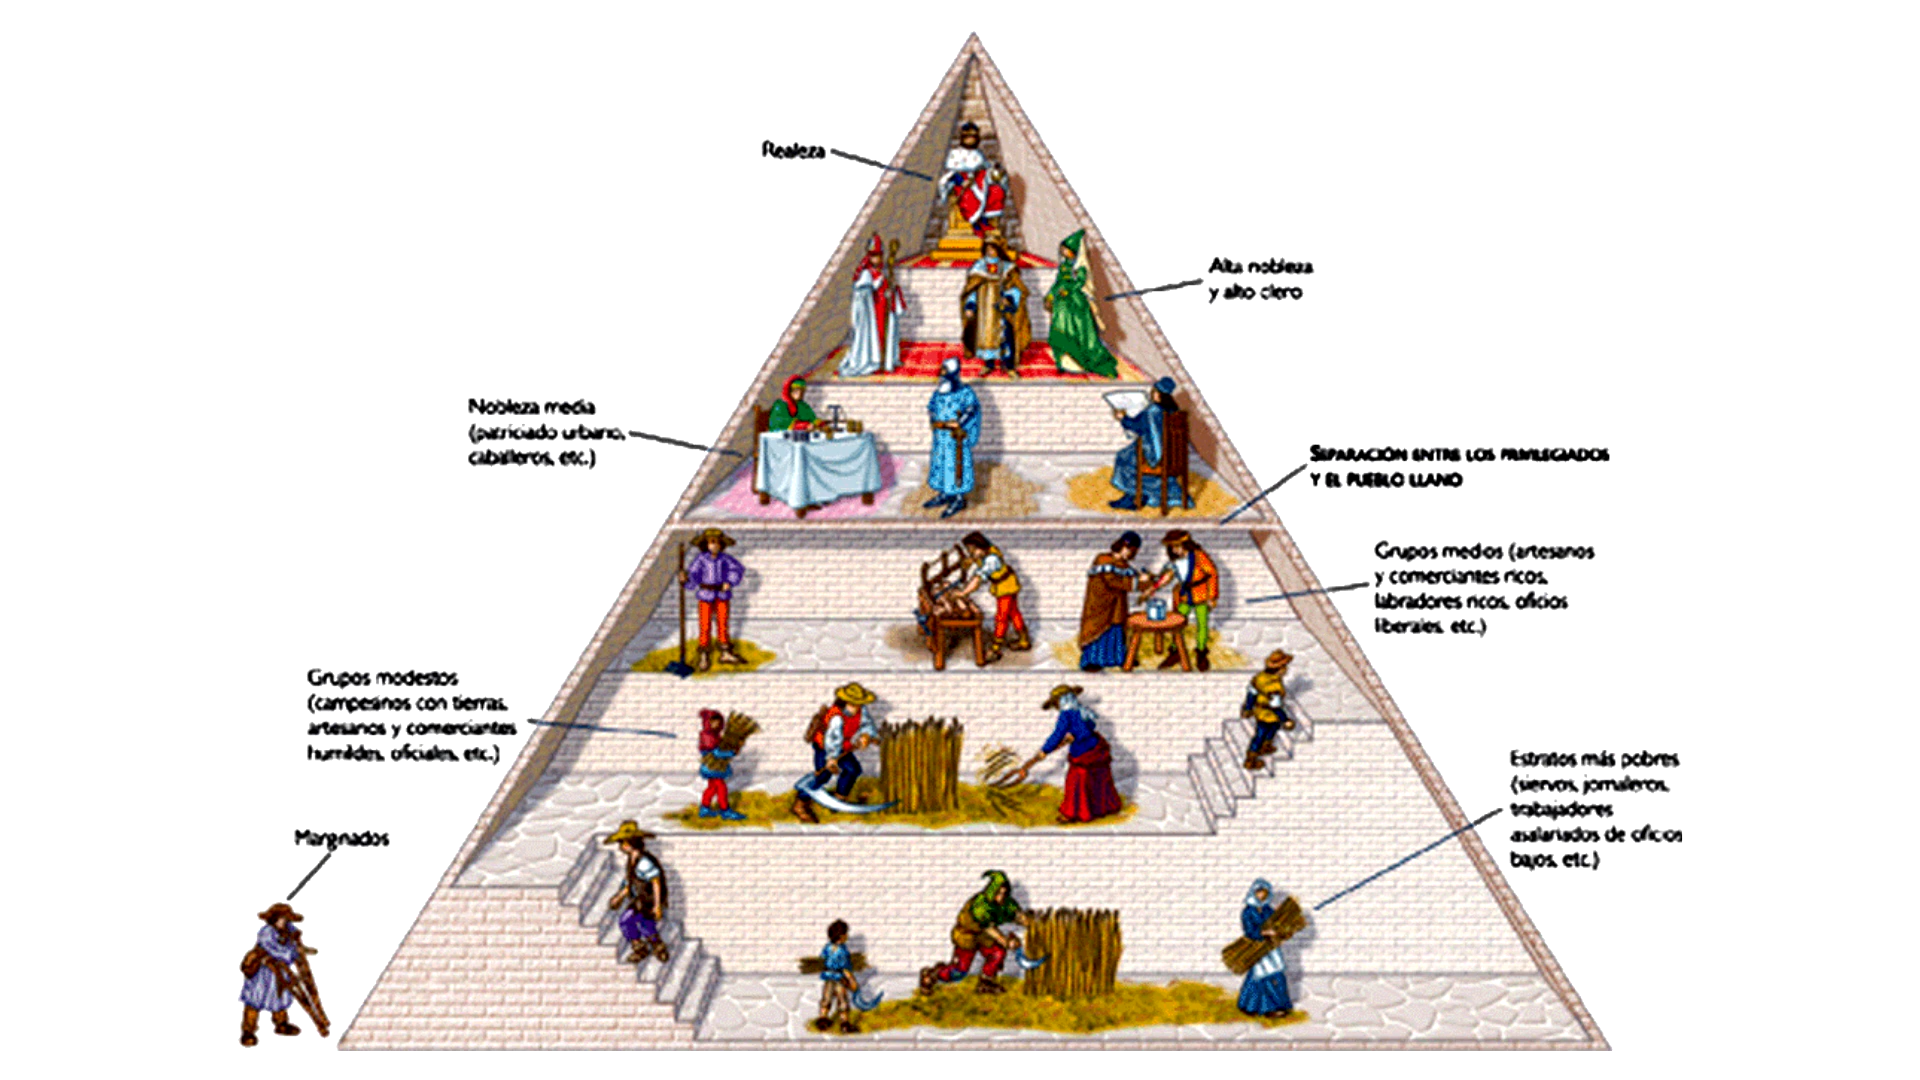 Realeza
Alta nobleza
y alto clero
Nobleza media
(patriciado urbano,
caballeros, etc.)
SEPARACIÓN ENTRE LOS PRIVILEGIADOS
Y EL PUEBLO LLANO
Grupos medios (artesanos
y comerciantes ricos,
labradores ricos, oficios
liberales, etc.)
Grupos modestos
(campesinos con tierras,
artesanos y comerciantes
humildes, oficiales, etc.)
Estratos más pobres
(siervos, jornaleros,
trabajadores
asalariados de oficios
bajos, etc.)
Marginados